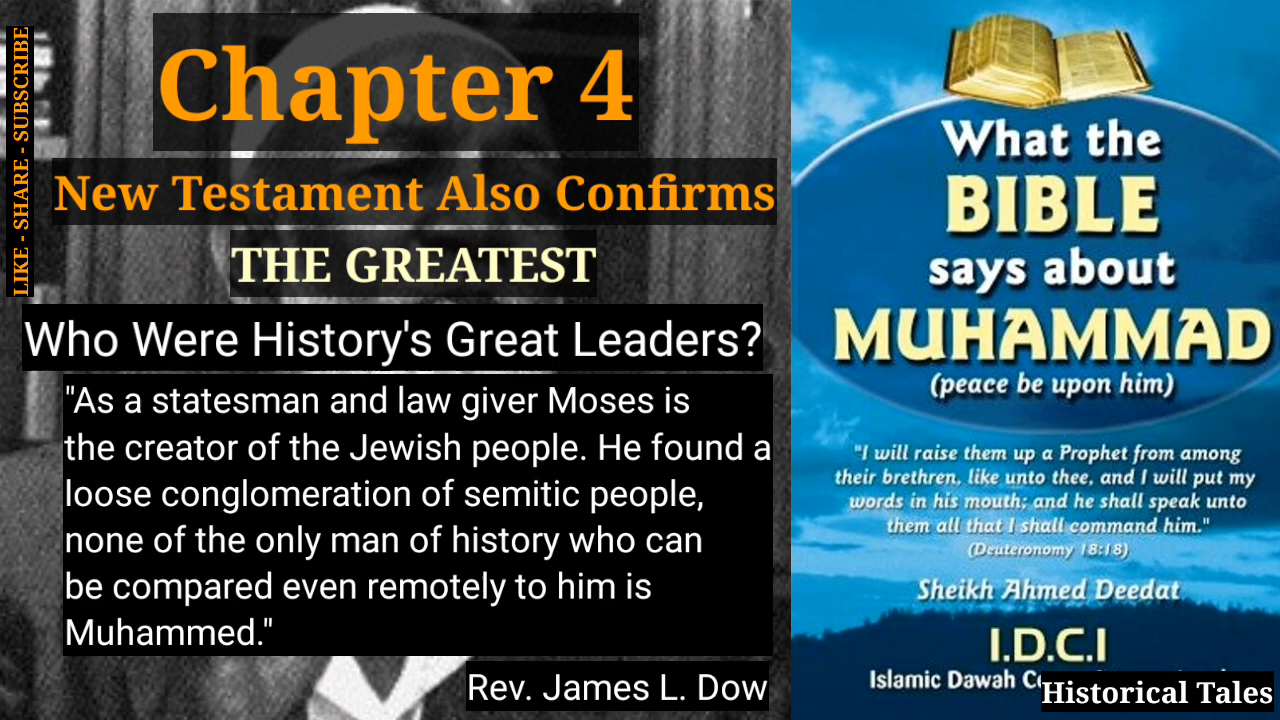 LIKE - SHARE - SUBSCRIBE
Chapter 4
New Testament Also Confirms
THE GREATEST
Who Were History's Great Leaders?
"As a statesman and law giver Moses is
the creator of the Jewish people. He found a
loose conglomeration of semitic people,
none of the only man of history who can
be compared even remotely to him is
Muhammed."
Rev. James L. Dow
What the
BIBLE
says about
MUHAMMAD
(peace be upon him)
"I will raise them up a Prophet from among
their brethren, like unto thee, and I will put my
words in his mouth; and he shall speak unto
them all that I shall command him."
(Deuteronomy 18:18)
Sheikh Ahmed Deedat
I.D.C.I
Islamic Dawah
Historical Tales